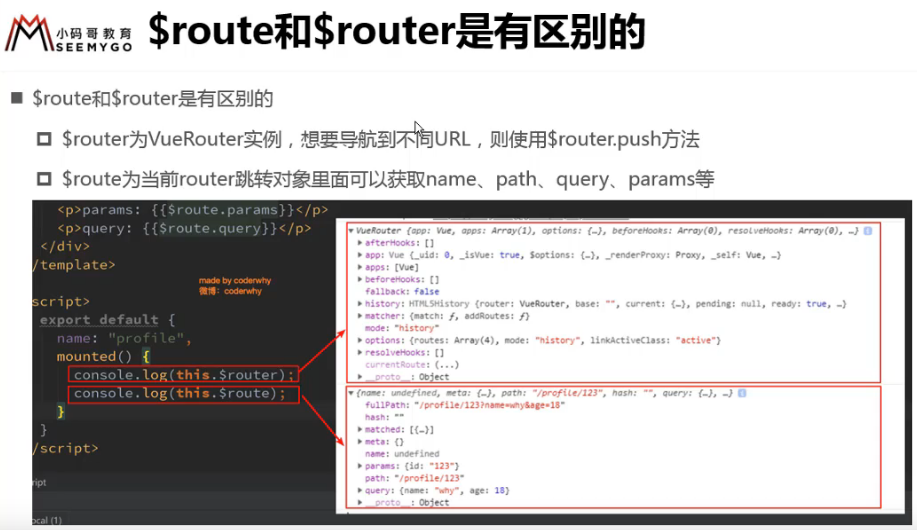 小码哥教育
SEEMYGO
$route和$router是有区别的
$route和$router是有区别的
$router为VueRouter实例，想要导航到不同URL，则使用$router.push方法
$route为当前router跳转对象里面可以获取name、path、query、params等
<p>params: {{$route.params}}</p>
<p>query: {{$route.query}}</p>
</div>
/template>
made by coderwhy
微博：coderwhy
script>
export default {
name: "profile",
mounted() {
console.log(this.$router);
console.log(this.$route);
}
}
/script>
ript
ocal (1)
▼VueRouter {app: Vue, apps: Array(1), options: {…}, beforeHooks: Array(0), resolveHooks: Array(0), …}
▶afterHooks: []
▶app: Vue {_uid: 0, _isVue: true, $options: {…}, _renderProxy: Proxy, _self: Vue, …}
▶apps: [Vue]
▶beforeHooks: []
fallback: false
▶history: HTML5History {router: VueRouter, base: "", current: {…}, pending: null, ready: true, …}
▶matcher: {match: ƒ, addRoutes: ƒ}
mode: "history"
▶options: {routes: Array(4), mode: "history", linkActiveClass: "active"}
▶resolveHooks: []
currentRoute: (...)
▶__proto__: Object
▼{name: undefined, meta: {…}, path: "/profile/123", hash: "", query: {…}, …}
fullPath: "/profile/123?name=why&age=18"
hash: ""
▶matched: [{…}]
▶meta: {}
name: undefined
▶params: {id: "123"}
path: "/profile/123"
▶query: {name: "why", age: 18}
▶__proto__: Object